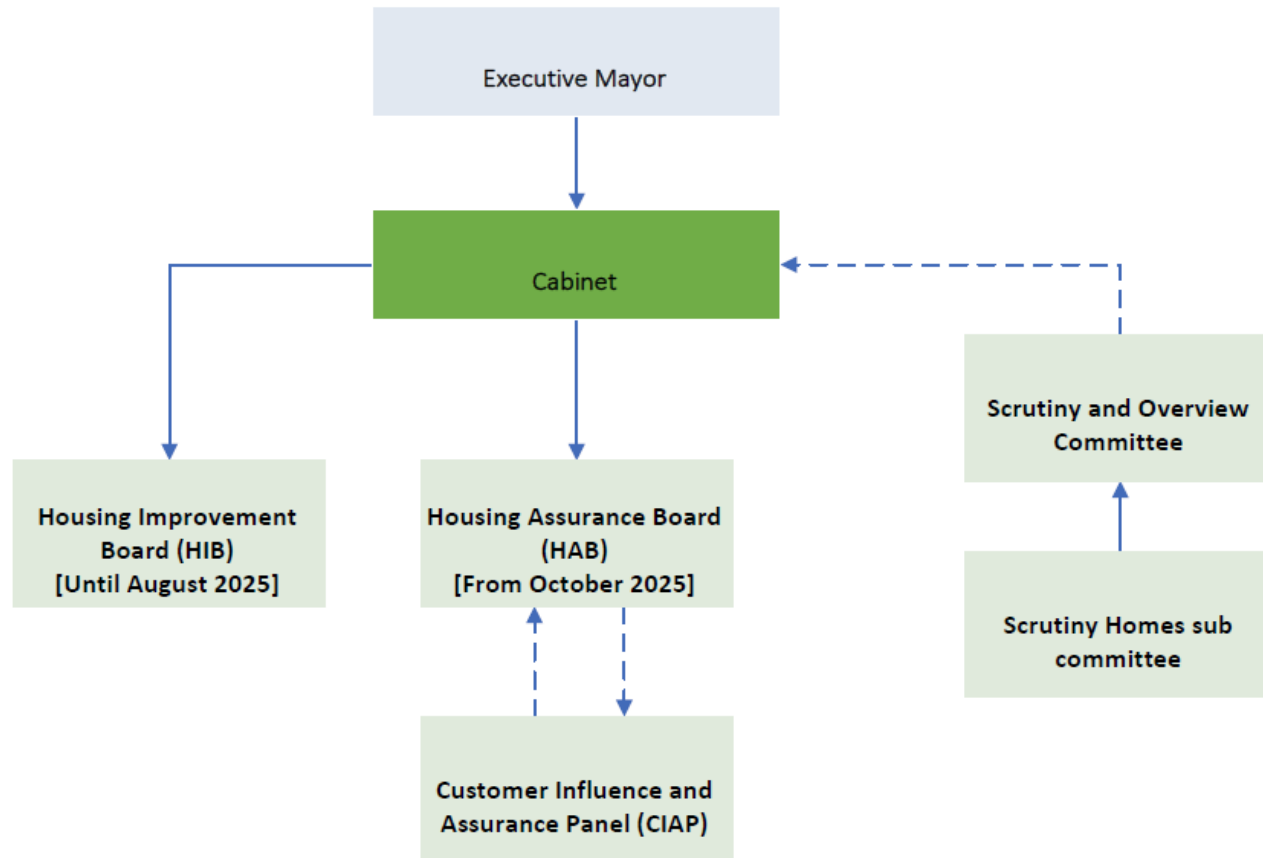 Executive Mayor
Cabinet
Scrutiny and Overview
Committee
Housing Improvement
Board (HIB)
[Until August 2025]
Housing Assurance Board
(HAB)
[From October 2025]
Scrutiny Homes sub
committee
Customer Influence and
Assurance Panel (CIAP)